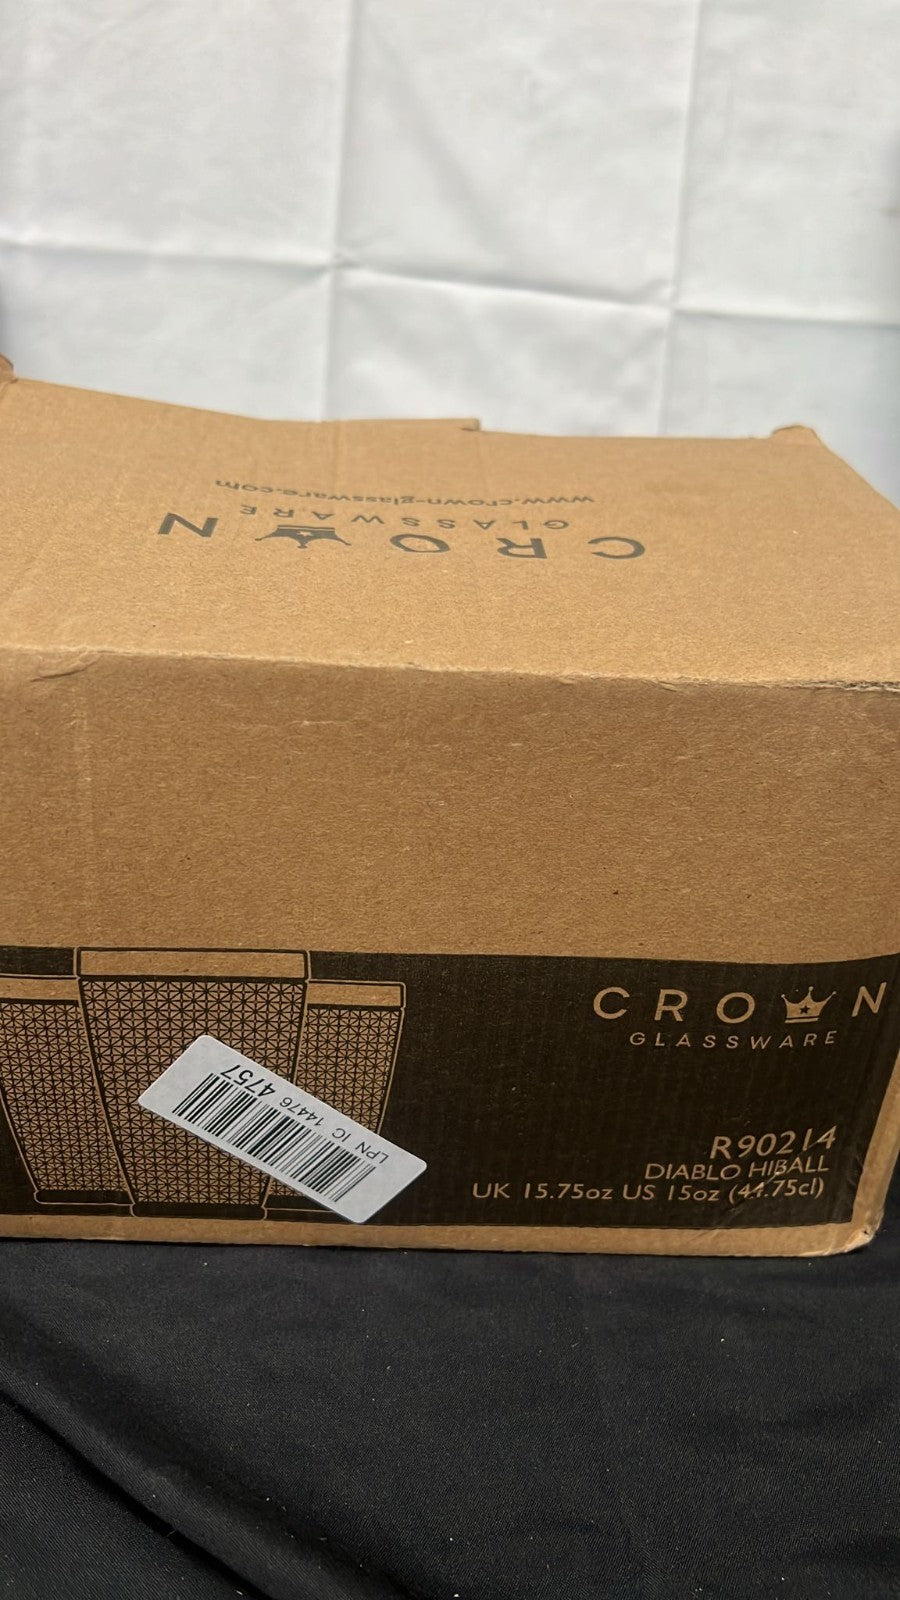 CROWN
GLASSWARE
www.crown-glassware.com
CROWN
GLASSWARE
R90214
DIABLO HIBALL
UK 15.75oz US 15oz (44.75cl)
LPN IC 14476 4757